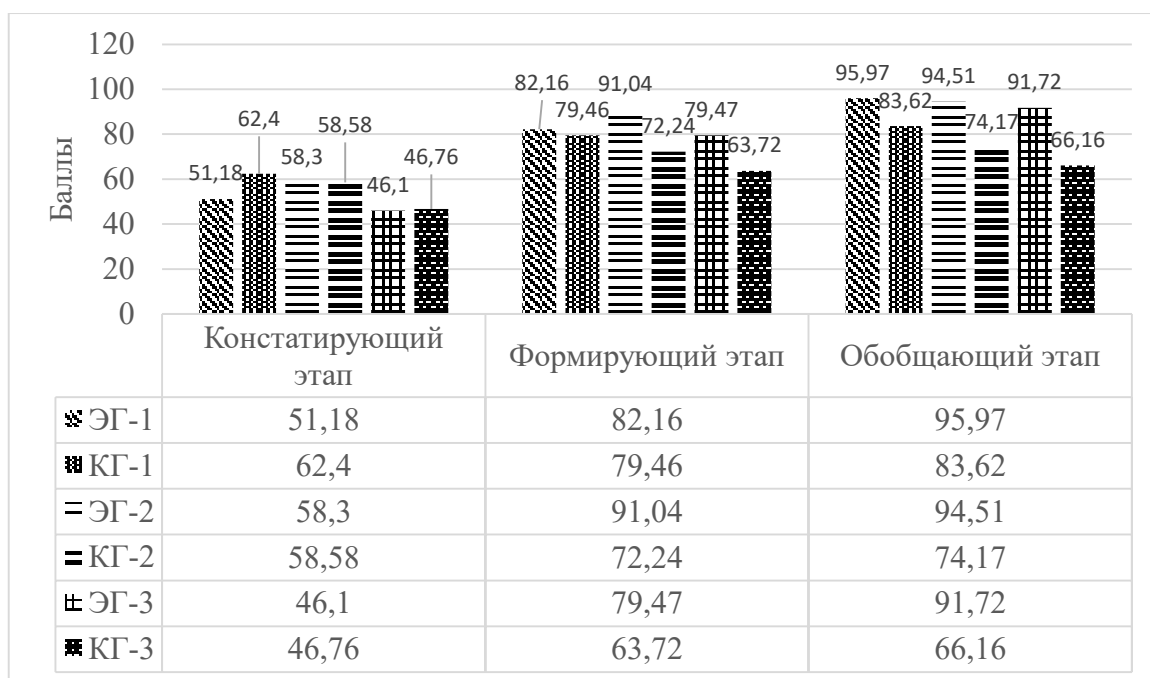 120
100
80
60
40
20
0
Баллы
51,18
62,4
58,3
58,58
46,1
46,76
82,16
79,46
91,04
72,24
79,47
63,72
95,97
83,62
94,51
74,17
91,72
66,16
Констатирующий
этап
Формирующий этап
Обобщающий этап
ЭГ-1 51,18 82,16 95,97
КГ-1 62,4 79,46 83,62
ЭГ-2 58,3 91,04 94,51
КГ-2 58,58 72,24 74,17
ЭГ-3 46,1 79,47 91,72
КГ-3 46,76 63,72 66,16